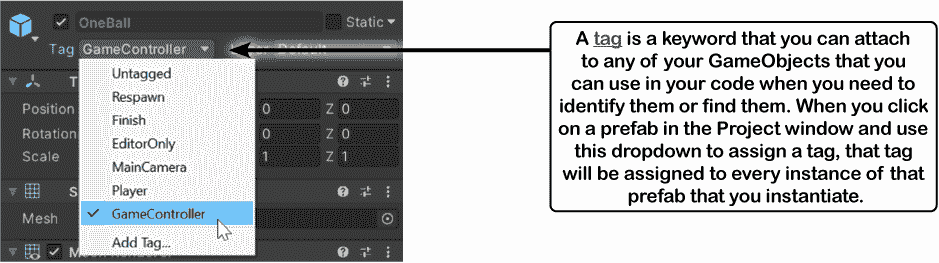 OneBall
Static
Tag GameController
Default
Untagged
Respawn
Finish
EditorOnly
MainCamera
Player
GameController
Add Tag...
T
Position
0 Z 0
Rotation
0 Z 0
Scale
1 Z 1
S
Mesh
A tag is a keyword that you can attach
to any of your GameObjects that you
can use in your code when you need to
identify them or find them. When you click
on a prefab in the Project window and use
this dropdown to assign a tag, that tag
will be assigned to every instance of that
prefab that you instantiate.